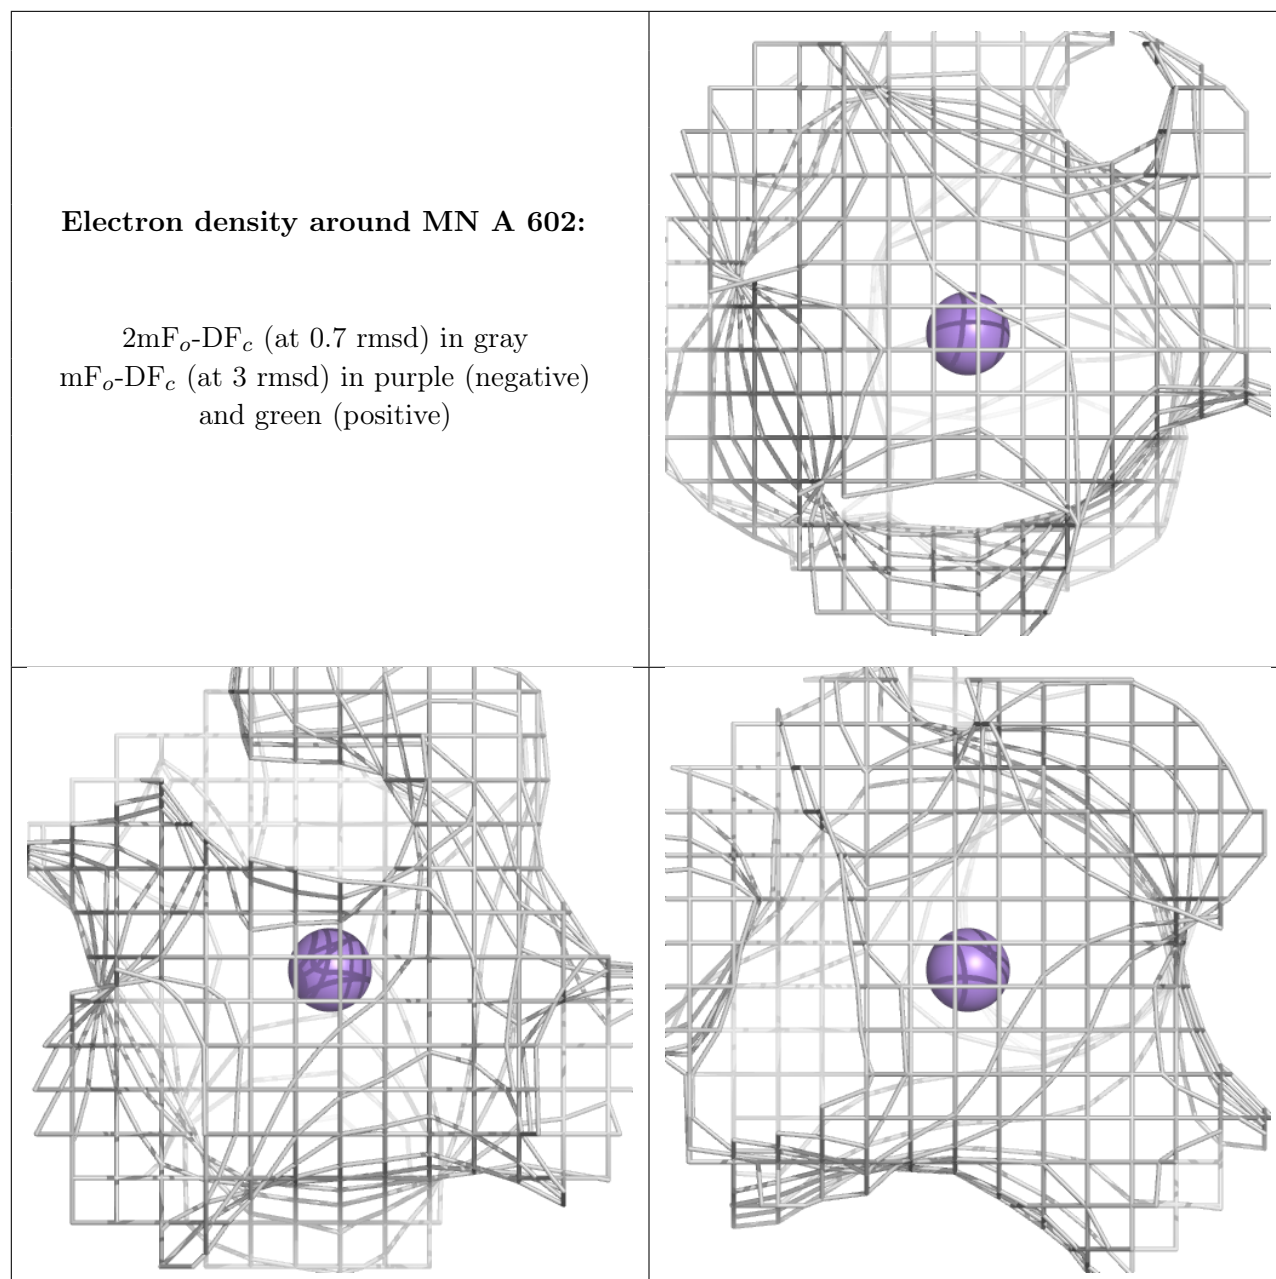 Electron density around MN A 602:
2mFo-DFc (at 0.7 rmsd) in gray
mFo-DFc (at 3 rmsd) in purple (negative)
and green (positive)